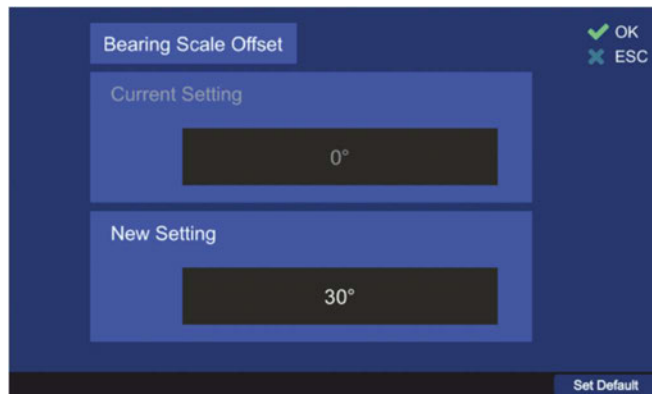 Bearing Scale Offset
OK
ESC
Current Setting
0°
New Setting
30°
Set Default